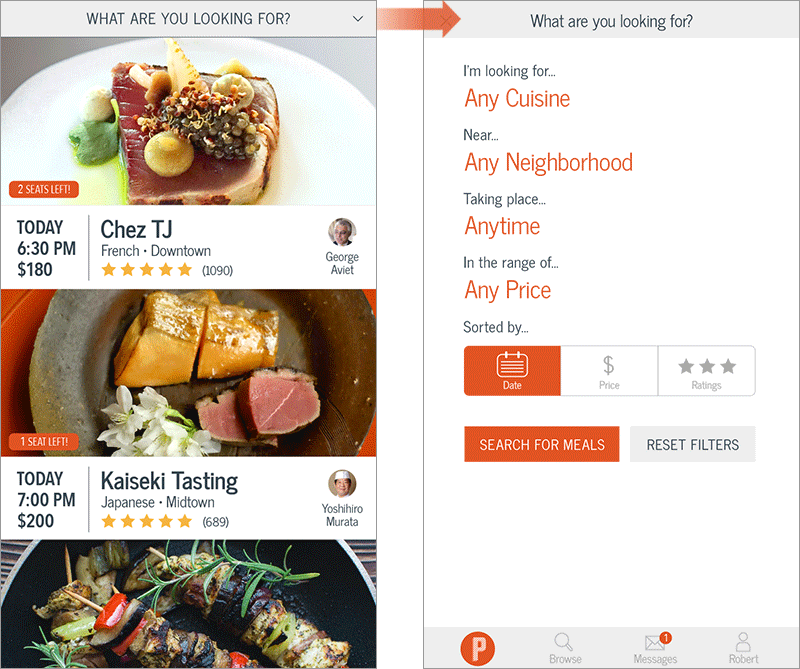 WHAT ARE YOU LOOKING FOR?
2 SEATS LEFT!
TODAY
6:30 PM
$180
Chez TJ
French • Downtown
(1090)
George
Aviet
1 SEAT LEFT!
TODAY
7:00 PM
$200
Kaiseki Tasting
Japanese • Midtown
(689)
Yoshihiro
Murata
What are you looking for?
I'm looking for...
Any Cuisine
Near...
Any Neighborhood
Taking place...
Anytime
In the range of...
Any Price
Sorted by...
Date
$
Price
Ratings
SEARCH FOR MEALS
RESET FILTERS
P
Browse
1
Messages
Robert